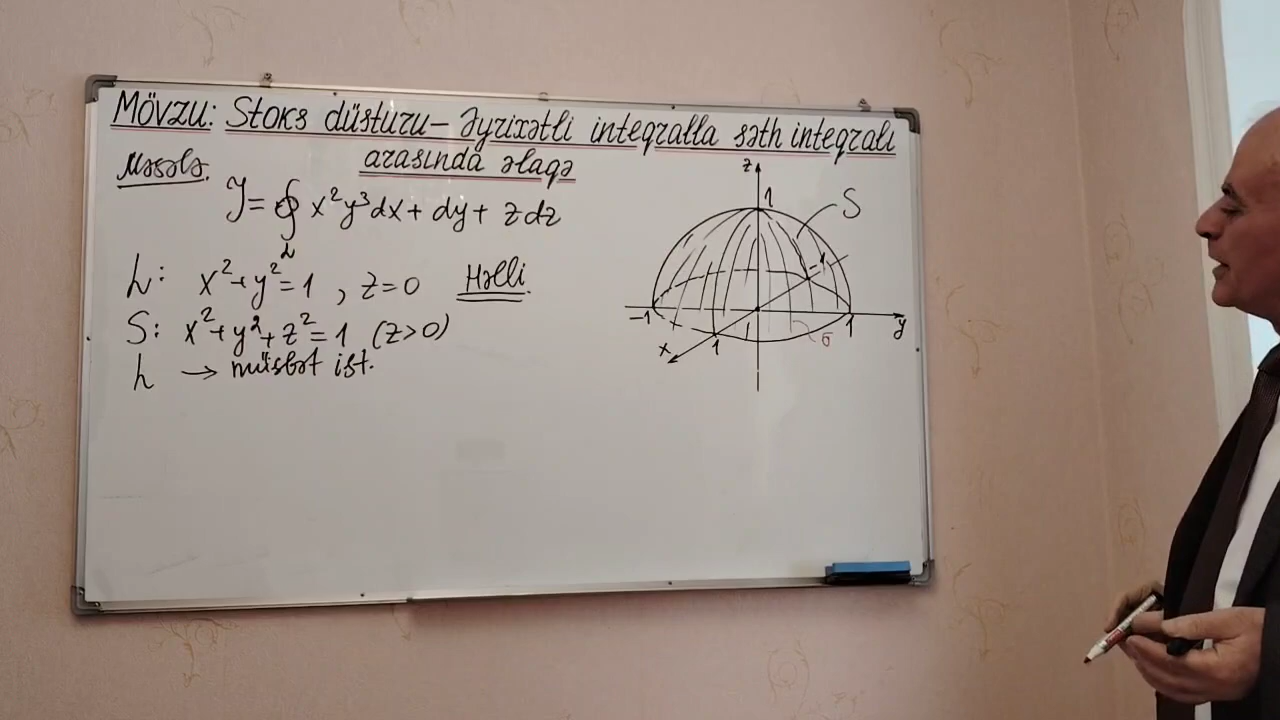 Mövzu: Stoks düsturu – Əyrixətli inteqralla səth inteqralı
arasında əlaqə
Məsələ.
J = ∮ x²y³dx + dy + zdz
L
L: x² + y² = 1 , z = 0
Həlli.
S: x² + y² + z² = 1 (z > 0)
L → müsbət ist.
z
1
S
-1
-1
1
y
x
1
σ